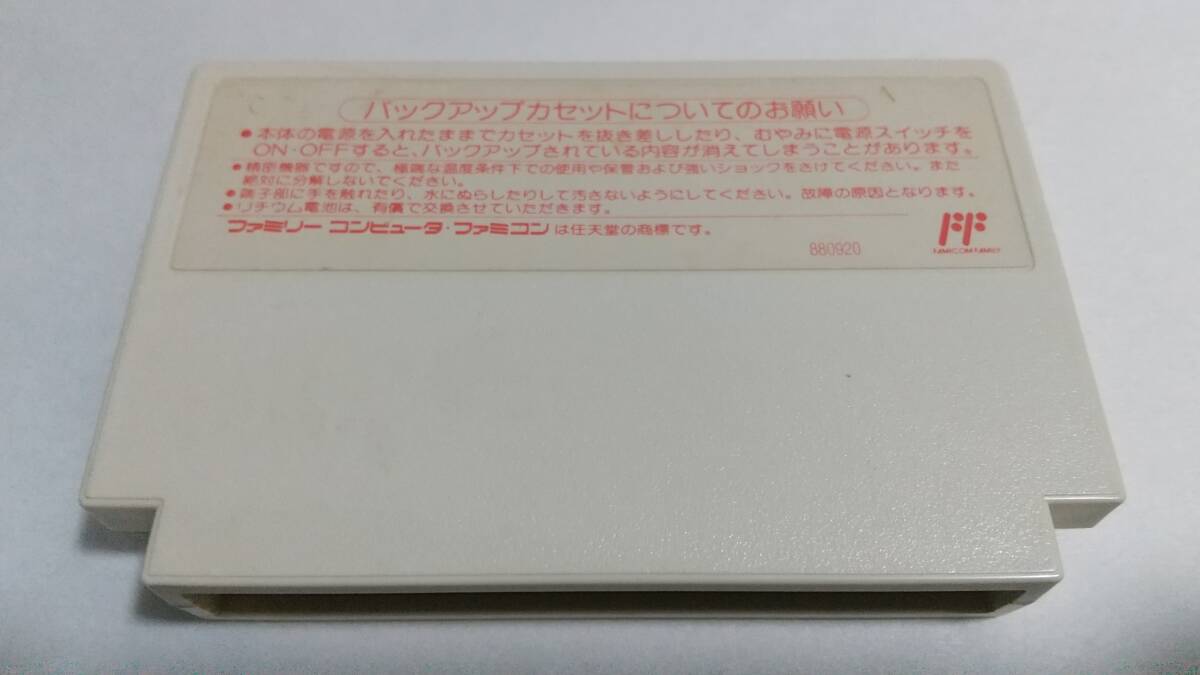 バックアップカセットについてのお願い
●本体の電源を入れたままでカセットを抜き差ししたり、むやみに電源スイッチを
ON・OFFすると、バックアップされている内容が消えてしまうことがあります。
●精密機器ですので、極端な温度条件下での使用や保管および強いショックをさけてください。また
絶対に分解しないでください。
●端子部に手を触れたり、水にぬらしたりして汚さないようにしてください。故障の原因となります。
●リチウム電池は、有償で交換させていただきます。
ファミリーコンピュータ・ファミコンは任天堂の商標です。
880920
FAMICOM FAMILY